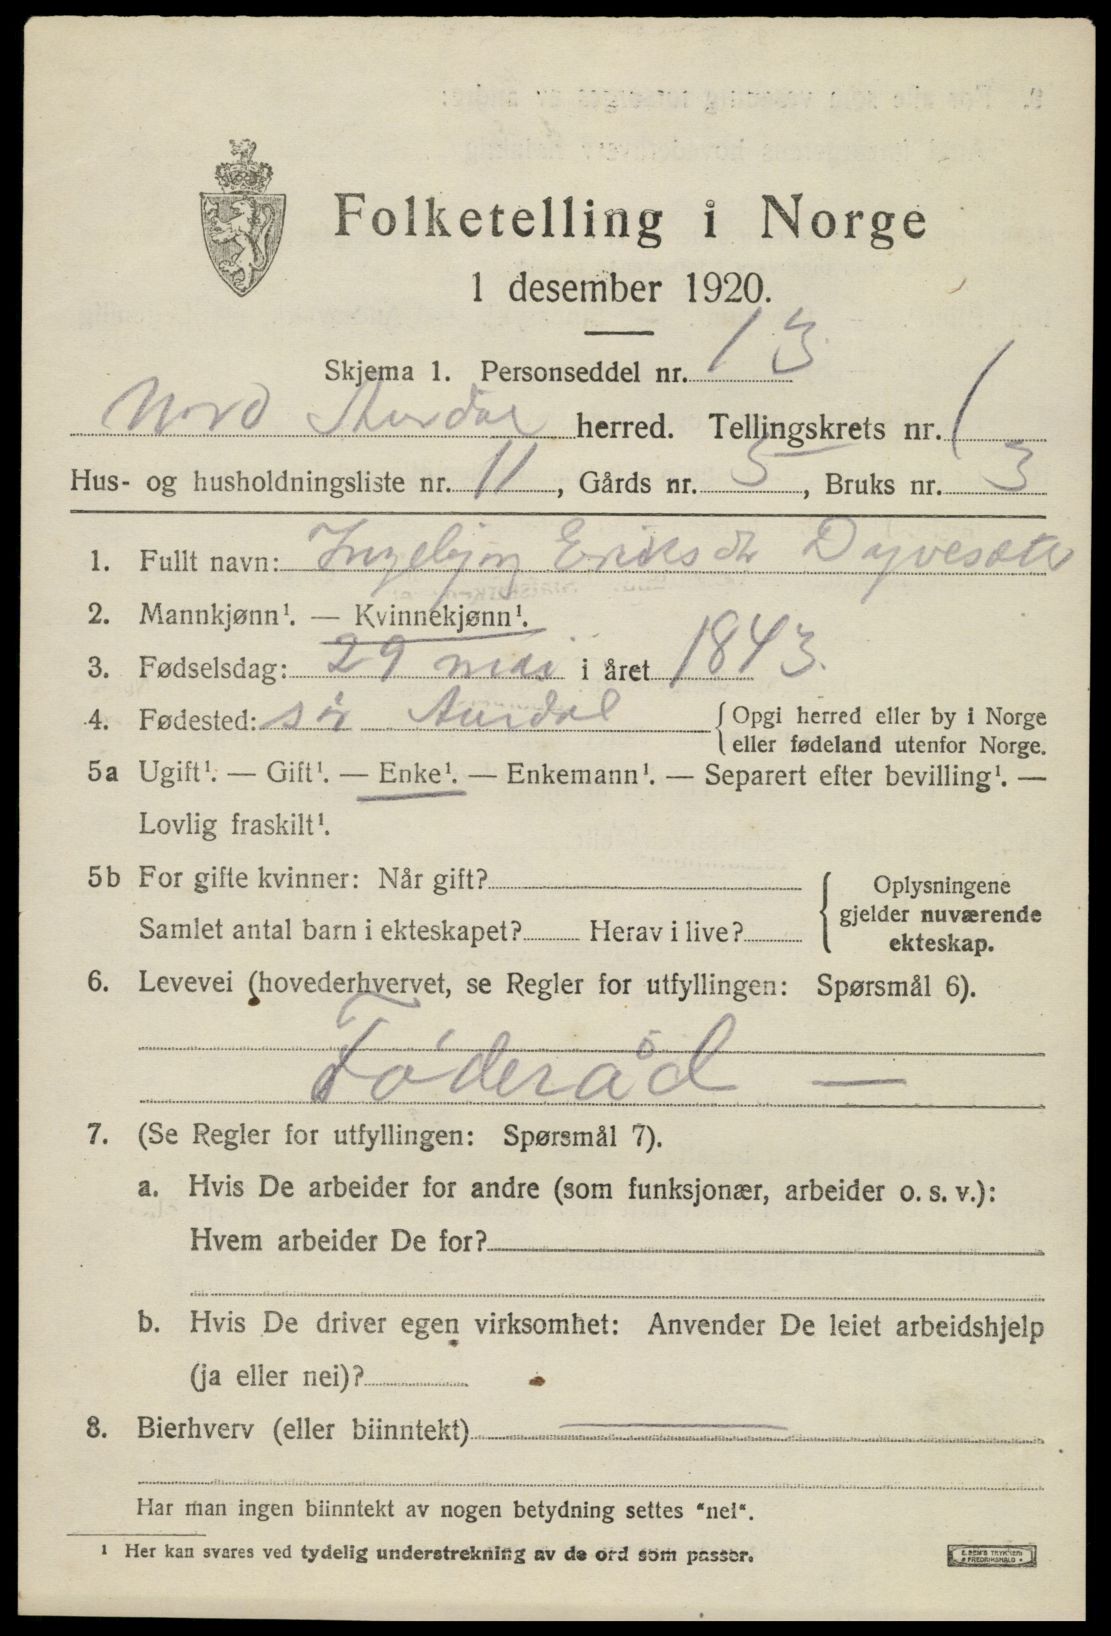 Folketelling i Norge
1 desember 1920.
Skjema 1. Personseddel nr. 13
Nord Aurdal herred. Tellingskrets nr. 1
Hus- og husholdningsliste nr. 11, Gårds nr. 5, Bruks nr. 3
1. Fullt navn: Ingebjør Eriksdtr Dyvesæter
2. Mannkjønn¹. — Kvinnekjønn¹.
3. Fødselsdag: 29 mai i året 1843.
4. Fødested: sør Aurdal {Opgi herred eller by i Norge
eller fødeland utenfor Norge.
5a Ugift¹. — Gift¹. — Enke¹. — Enkemann¹. — Separert efter bevilling¹. —
Lovlig fraskilt¹.
5b For gifte kvinner: Når gift?
Samlet antal barn i ekteskapet? Herav i live?
{Oplysningene
gjelder nuværende
ekteskap.
6. Levevei (hovederhvervet, se Regler for utfyllingen: Spørsmål 6).
Føderåd —
7. (Se Regler for utfyllingen: Spørsmål 7).
a. Hvis De arbeider for andre (som funksjonær, arbeider o. s. v.):
Hvem arbeider De for?
b. Hvis De driver egen virksomhet: Anvender De leiet arbeidshjelp
(ja eller nei)?
8. Bierhverv (eller biinntekt) —
Har man ingen biinntekt av nogen betydning settes "nei".
¹ Her kan svares ved tydelig understrekning av de ord som passer.
E. SEM'S TRYKKERI
FREDRIKSHALD